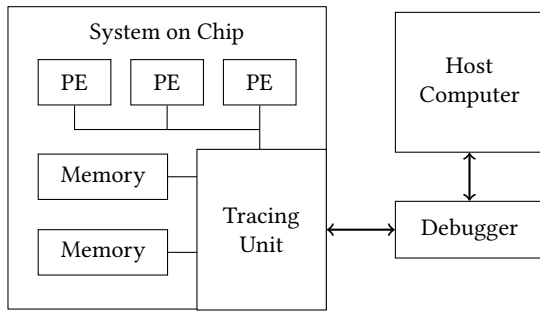 System on Chip
PE
PE
PE
Host
Computer
Memory
Memory
Tracing
Unit
Debugger